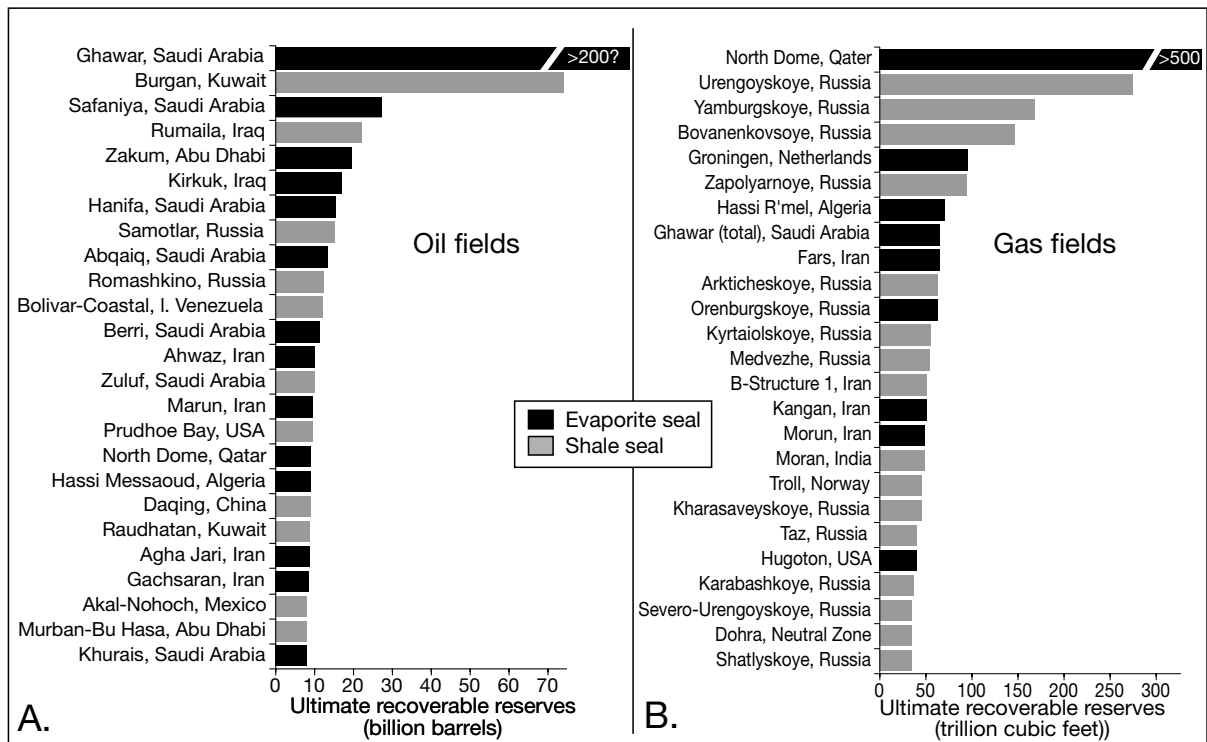 Ghawar, Saudi Arabia
>200?
Burgan, Kuwait
Safaniya, Saudi Arabia
Rumaila, Iraq
Zakum, Abu Dhabi
Kirkuk, Iraq
Hanifa, Saudi Arabia
Samotlar, Russia
Abqaiq, Saudi Arabia
Romashkino, Russia
Bolivar-Coastal, l. Venezuela
Berri, Saudi Arabia
Ahwaz, Iran
Zuluf, Saudi Arabia
Marun, Iran
Prudhoe Bay, USA
North Dome, Qatar
Hassi Messaoud, Algeria
Daqing, China
Raudhatan, Kuwait
Agha Jari, Iran
Gachsaran, Iran
Akal-Nohoch, Mexico
Murban-Bu Hasa, Abu Dhabi
Khurais, Saudi Arabia
Oil fields
0 10 20 30 40 50 60 70
Ultimate recoverable reserves
(billion barrels)
A.
Evaporite seal
Shale seal
North Dome, Qater
>500
Urengoyskoye, Russia
Yamburgskoye, Russia
Bovanenkovsoye, Russia
Groningen, Netherlands
Zapolyarnoye, Russia
Hassi R'mel, Algeria
Ghawar (total), Saudi Arabia
Fars, Iran
Arkticheskoye, Russia
Orenburgskoye, Russia
Kyrtaiolskoye, Russia
Medvezhe, Russia
B-Structure 1, Iran
Kangan, Iran
Morun, Iran
Moran, India
Troll, Norway
Kharasaveyskoye, Russia
Taz, Russia
Hugoton, USA
Karabashkoye, Russia
Severo-Urengoyskoye, Russia
Dohra, Neutral Zone
Shatlyskoye, Russia
Gas fields
0 50 100 150 200 250 300
Ultimate recoverable reserves
(trillion cubic feet))
B.